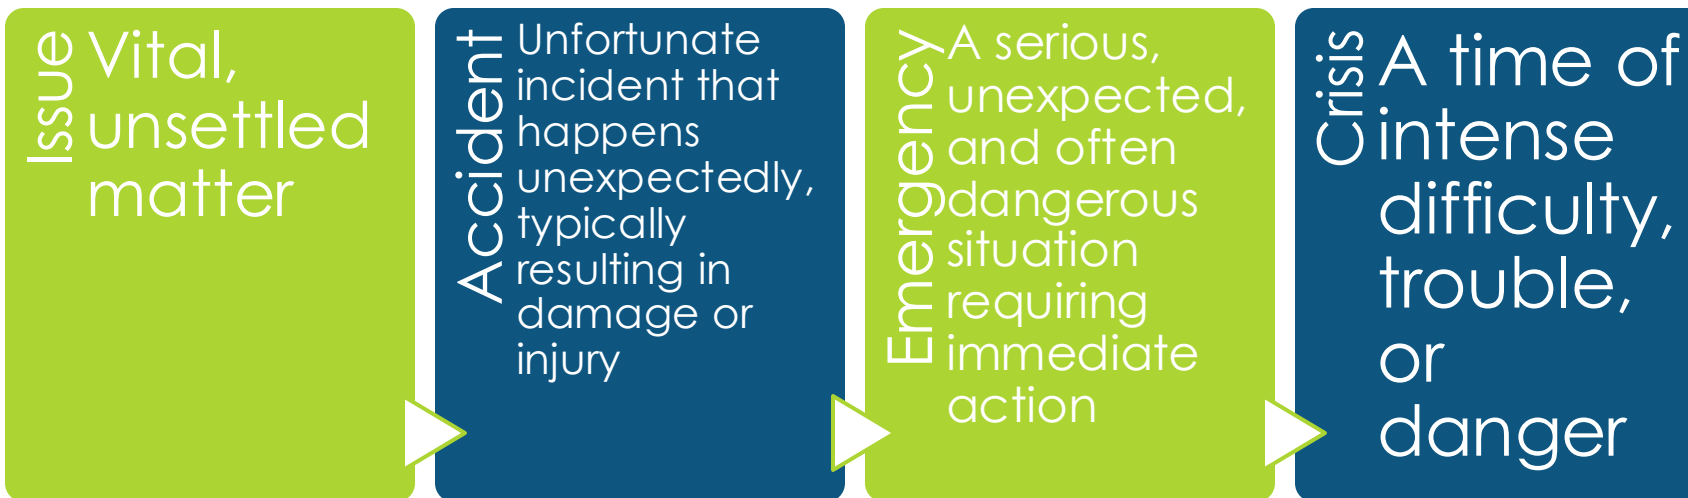 Issue
Vital,
unsettled
matter
Accident
Unfortunate
incident that
happens
unexpectedly,
typically
resulting in
damage or
injury
Emergency
A serious,
unexpected,
and often
dangerous
situation
requiring
immediate
action
Crisis
A time of
intense
difficulty,
trouble,
or
danger